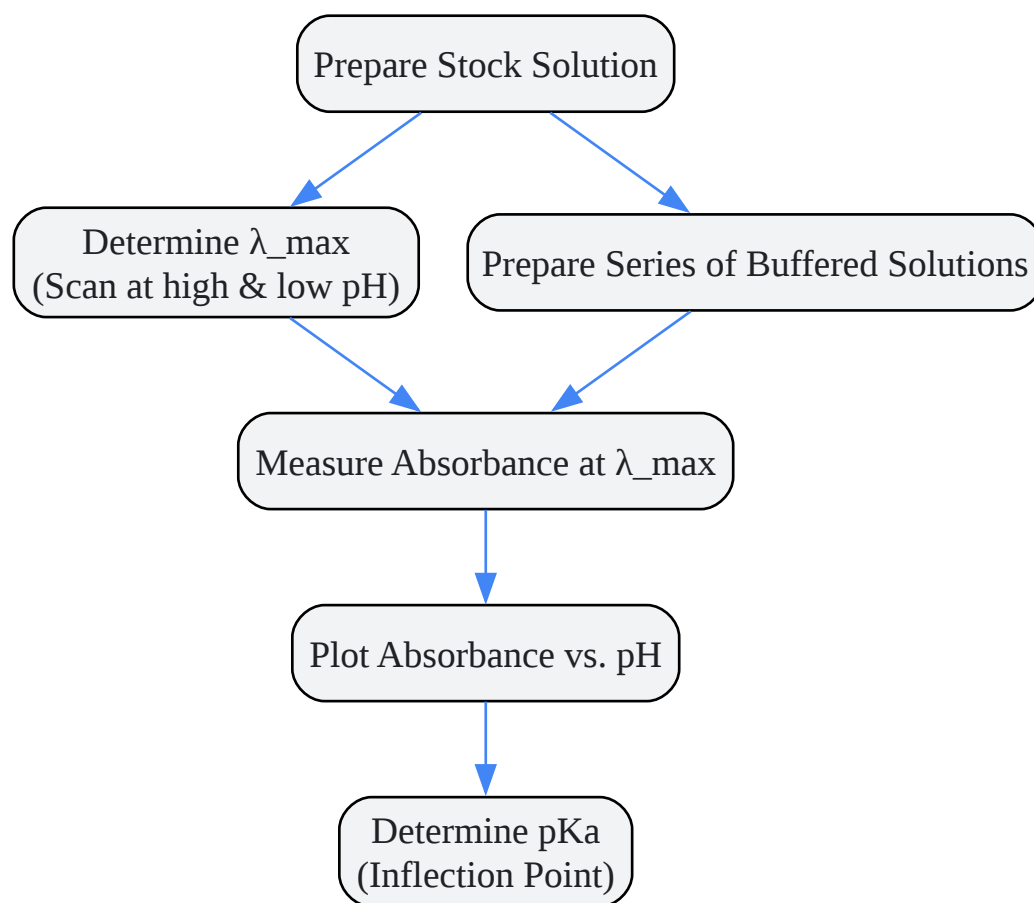 Prepare Stock Solution
Determine λ_max
(Scan at high & low pH)
Prepare Series of Buffered Solutions
Measure Absorbance at λ_max
Plot Absorbance vs. pH
Determine pKa
(Inflection Point)